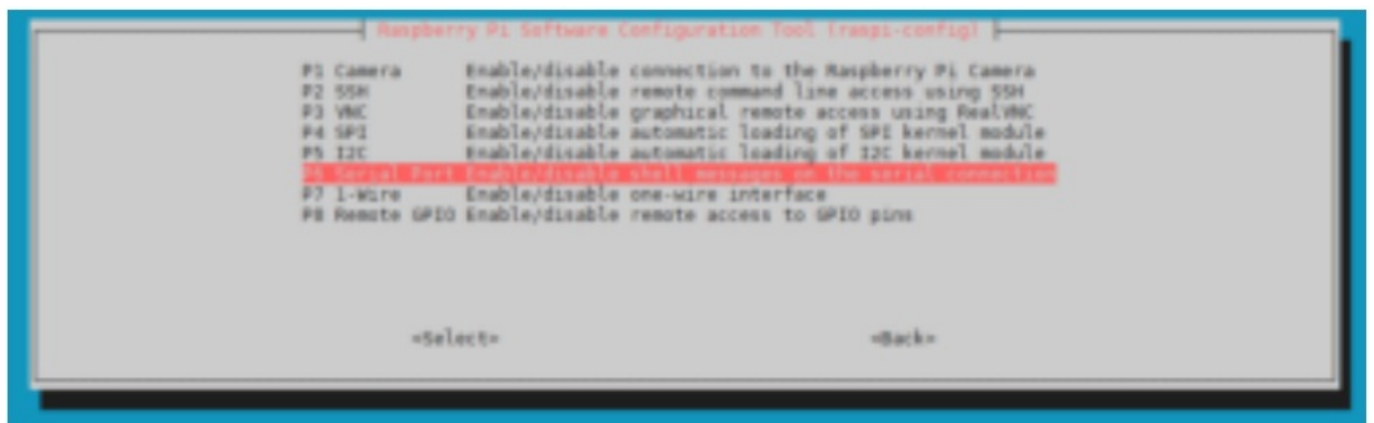 Raspberry Pi Software Configuration Tool (raspi-config)
P1 Camera Enable/disable connection to the Raspberry Pi Camera
P2 SSH Enable/disable remote command line access using SSH
P3 VNC Enable/disable graphical remote access using RealVNC
P4 SPI Enable/disable automatic loading of SPI kernel module
P5 I2C Enable/disable automatic loading of I2C kernel module
P6 Serial Port Enable/disable shell messages on the serial connection
P7 1-Wire Enable/disable one-wire interface
P8 Remote GPIO Enable/disable remote access to GPIO pins
<Select> <Back>